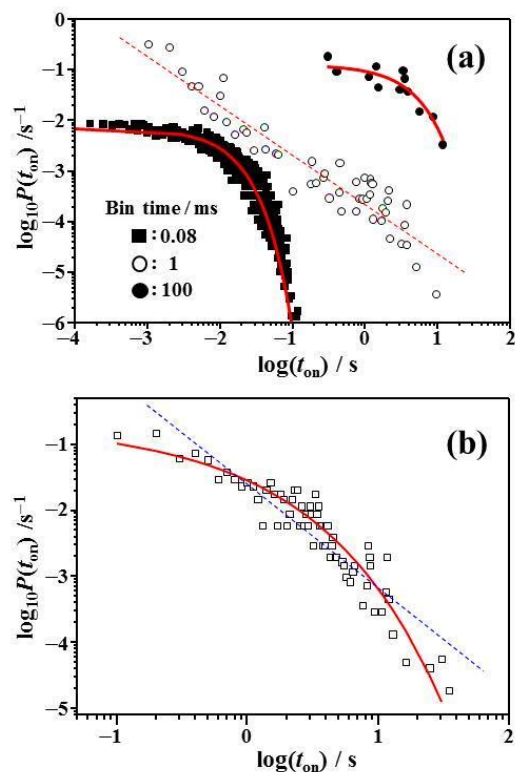 (a)
1
0
−1
−2
−3
−4
−5
−6
log₁₀P(tₒₙ) /s⁻¹
Bin time / ms
■ : 0.08
○ : 1
● : 100
−4 −3 −2 −1 0 1 2
log(tₒₙ) / s
(b)
−1
−2
−3
−4
−5
log₁₀P(tₒₙ) /s⁻¹
−1 0 1 2
log(tₒₙ) / s